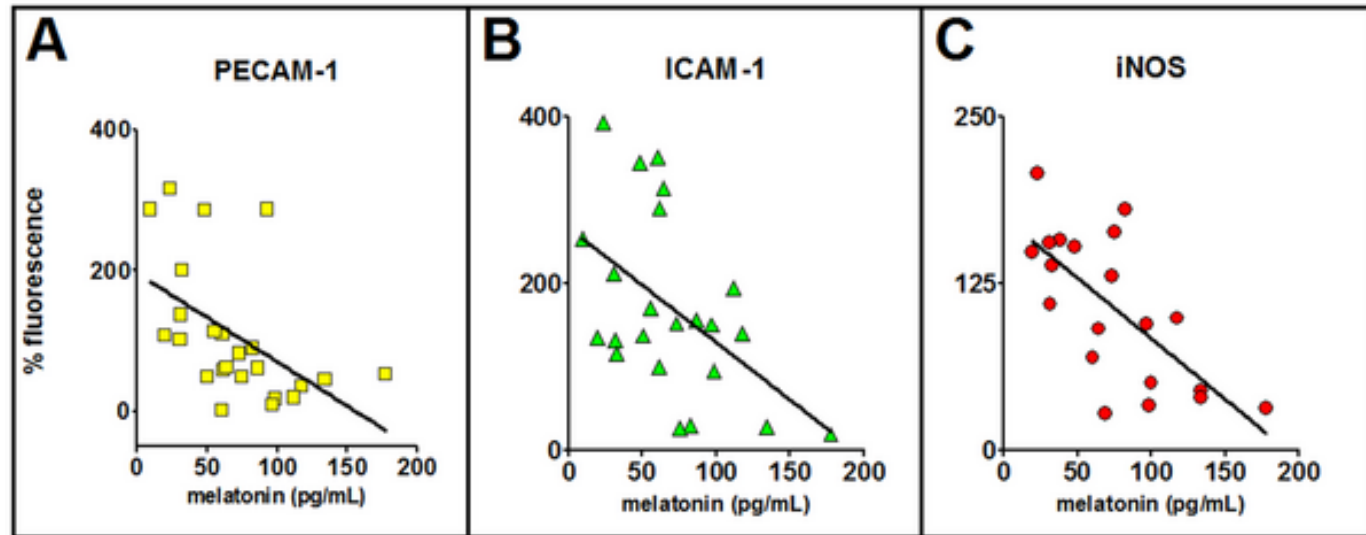 A
PECAM-1
% fluorescence
400
200
0
0 50 100 150 200
melatonin (pg/mL)
B
ICAM-1
400
200
0
0 50 100 150 200
melatonin (pg/mL)
C
iNOS
250
125
0
0 50 100 150 200
melatonin (pg/mL)